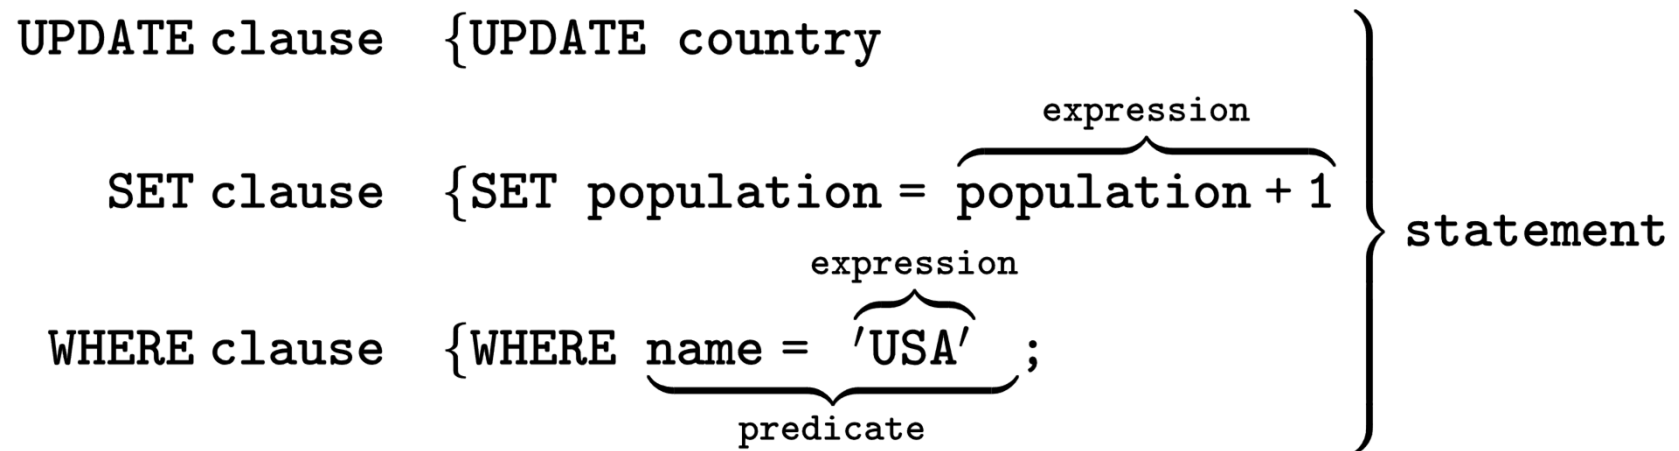 UPDATE clause {UPDATE country
expression
SET clause {SET population = population + 1
statement
expression
WHERE clause {WHERE name = 'USA' ;
predicate